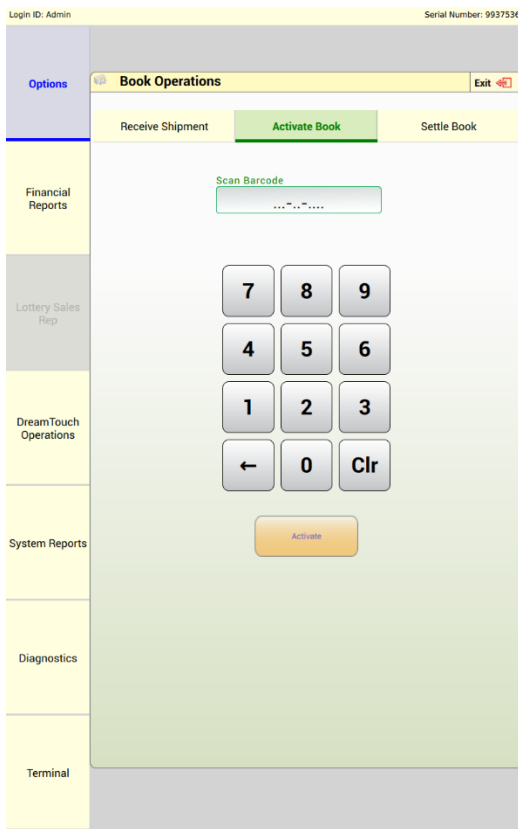 Login ID: Admin
Serial Number: 9937536
Options
Book Operations
Exit
Receive Shipment
Activate Book
Settle Book
Scan Barcode
...-..-....
Financial
Reports
Lottery Sales
Rep
DreamTouch
Operations
System Reports
Diagnostics
Terminal
7 8 9
4 5 6
1 2 3
← 0 Clr
Activate